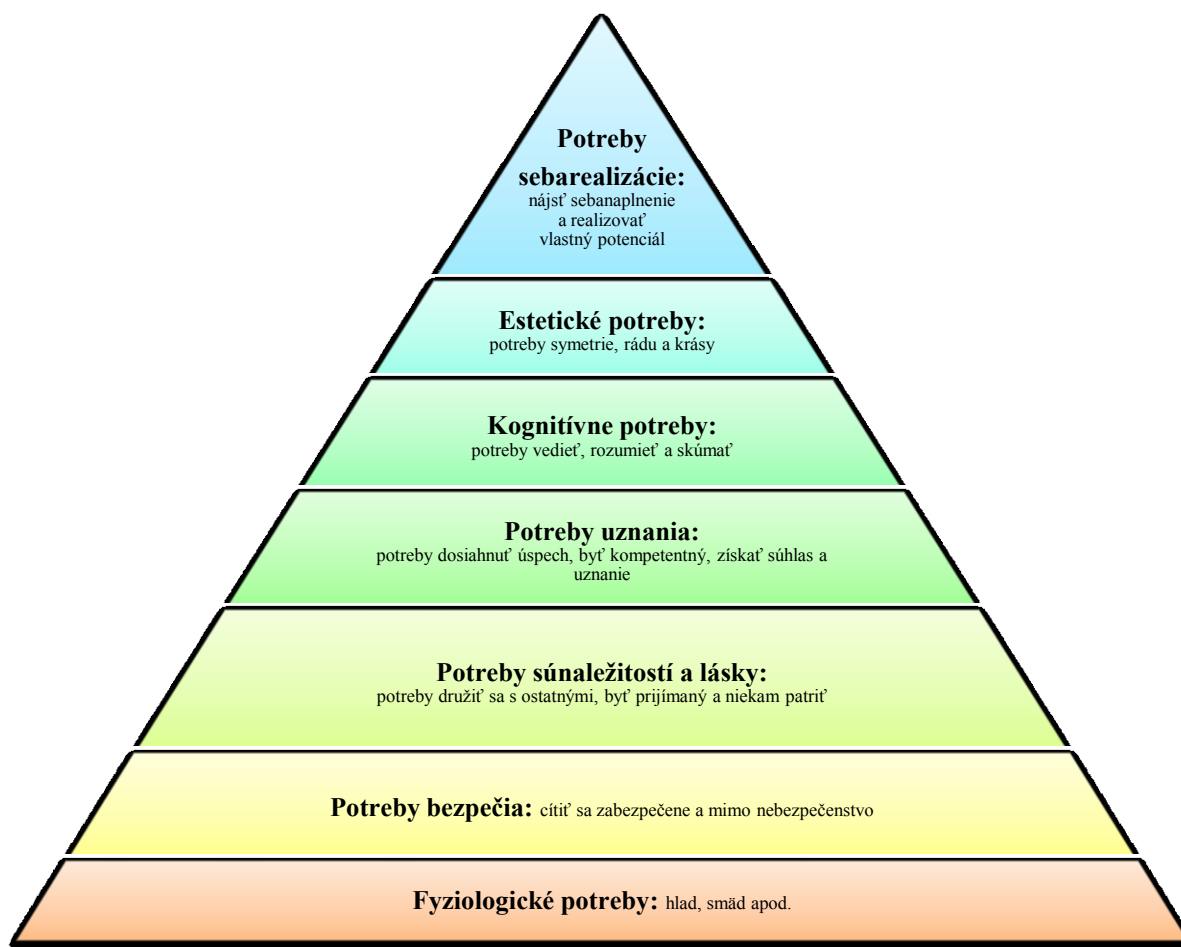 Potreby
sebarealizácie:
nájsť sebanaplnenie
a realizovať
vlastný potenciál
Estetické potreby:
potreby symetrie, rádu a krásy
Kognitívne potreby:
potreby vedieť, rozumieť a skúmať
Potreby uznania:
potreby dosiahnuť úspech, byť kompetentný, získať súhlas a
uznanie
Potreby súnaležitostí a lásky:
potreby družiť sa s ostatnými, byť prijímaný a niekam patriť
Potreby bezpečia: cítiť sa zabezpečene a mimo nebezpečenstvo
Fyziologické potreby: hlad, smäd apod.